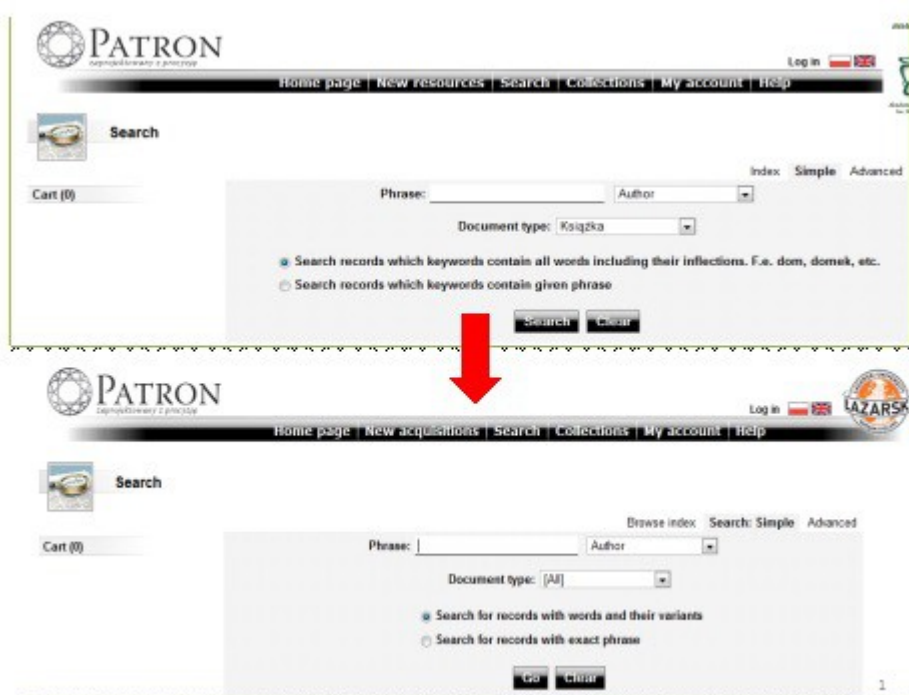 PATRON
zaprojektowany z precyzją
Log in
Home page | New resources | Search | Collections | My account | Help
Search
Index Simple Advanced
Cart (0)
Phrase: Author
Document type: Książka
Search records which keywords contain all words including their inflections. F.e. dom, domek, etc.
Search records which keywords contain given phrase
Search Clear
PATRON
zaprojektowany z precyzją
Log in
LAZARSK
Home page | New acquisitions | Search | Collections | My account | Help
Search
Browse index Search: Simple Advanced
Cart (0)
Phrase: Author
Document type: [All]
Search for records with words and their variants
Search for records with exact phrase
Go Clear
1